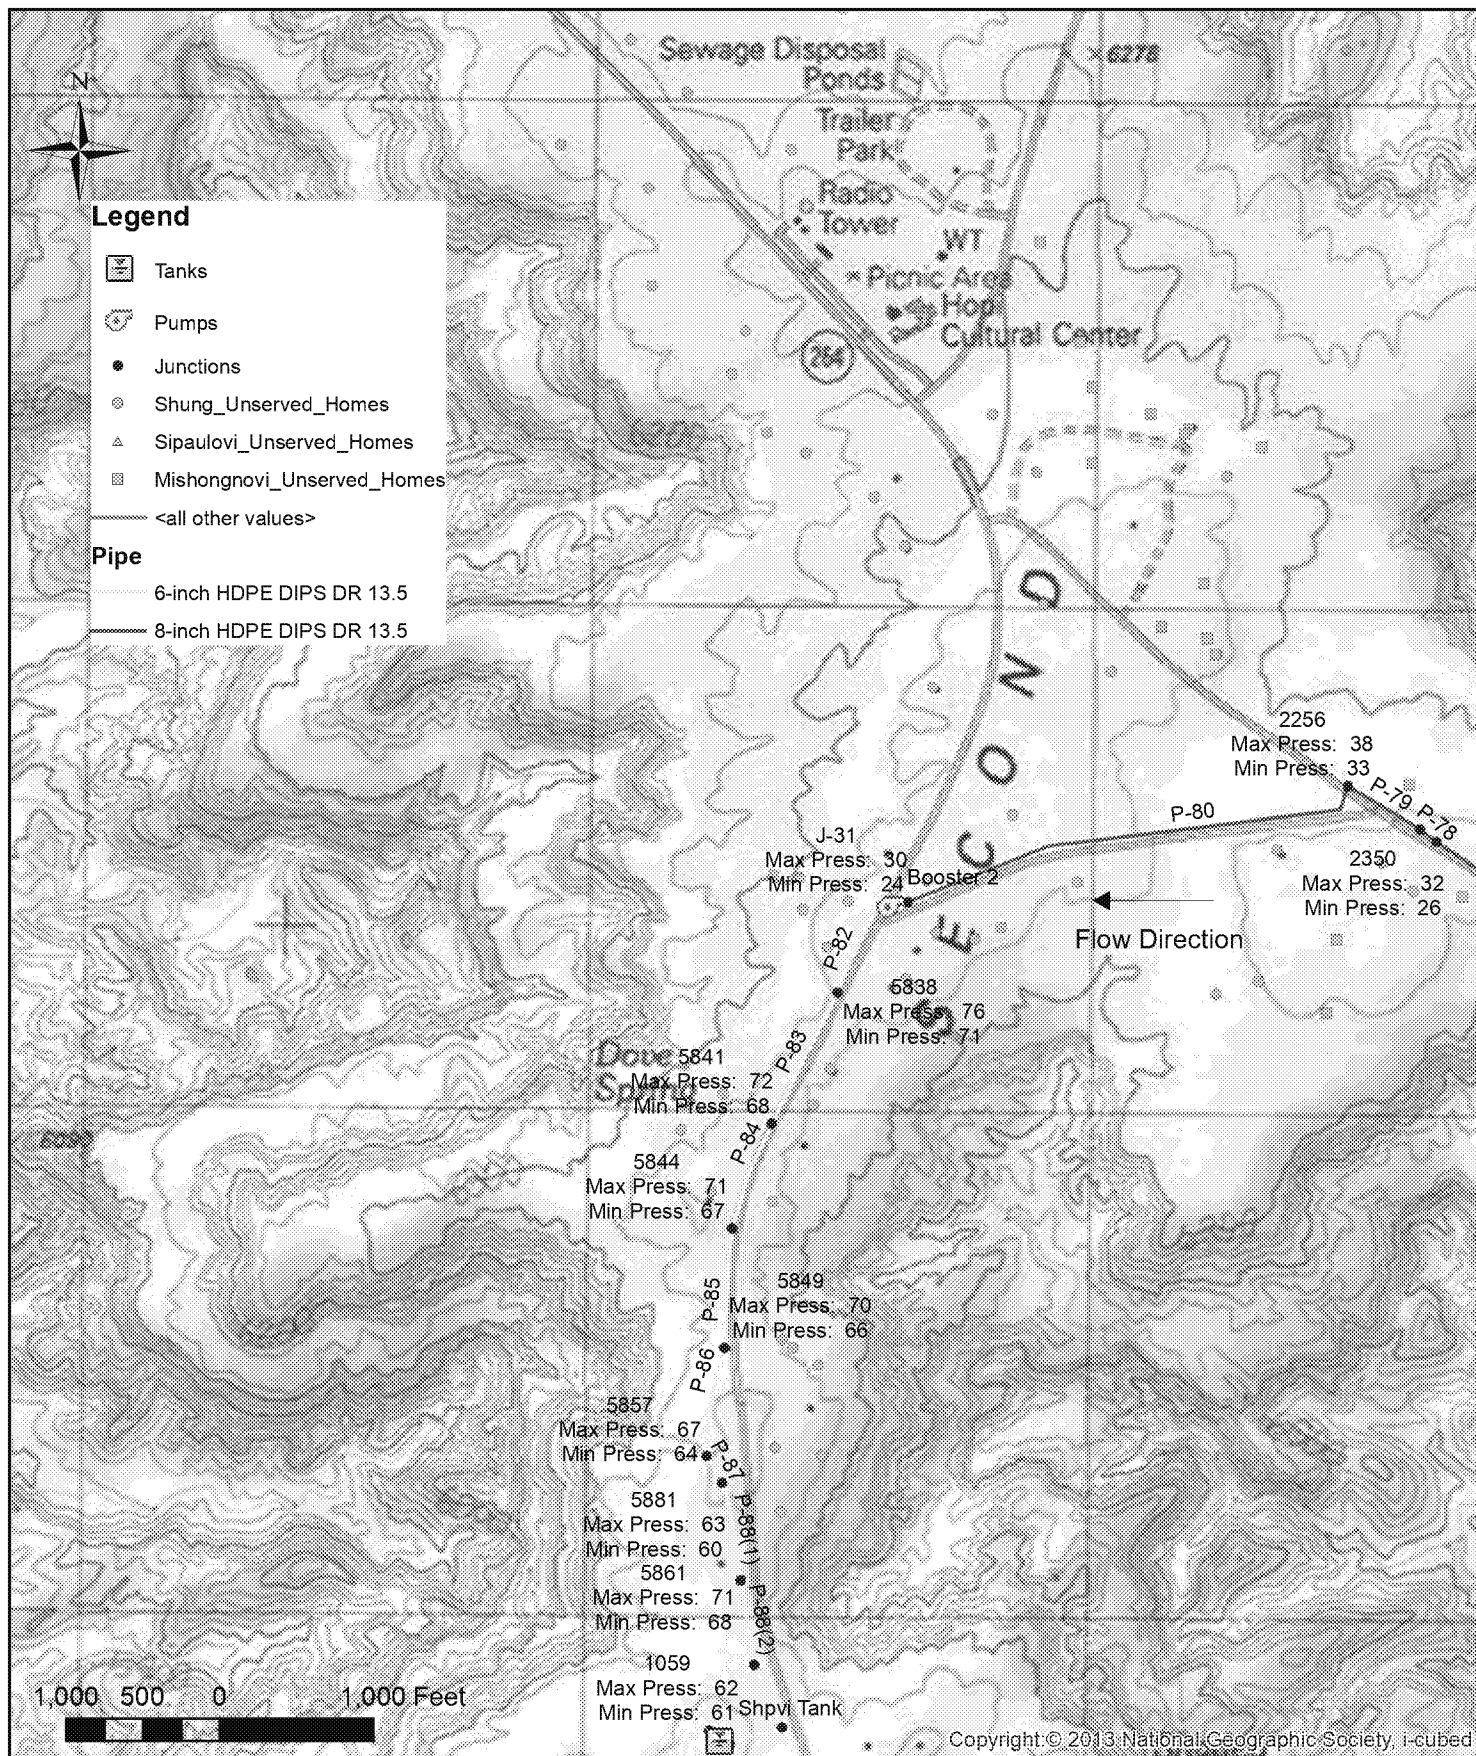 Sewage Disposal
Ponds
6278
Trailer
Park
Radio
Tower
WT
Picnic Area
Hopi
Cultural Center
264
N
Legend
Tanks
Pumps
Junctions
Shung_Unserved_Homes
Sipaulovi_Unserved_Homes
Mishongnovi_Unserved_Homes
<all other values>
Pipe
6-inch HDPE DIPS DR 13.5
8-inch HDPE DIPS DR 13.5
SECOND
2256
Max Press: 38
Min Press: 33
P-79
P-78
P-80
2350
Max Press: 32
Min Press: 26
J-31
Max Press: 30
Min Press: 24
Booster 2
Flow Direction
P-82
5838
Max Press: 76
Min Press: 71
P-83
Dove
Spring
5841
Max Press: 72
Min Press: 68
P-84
5844
Max Press: 71
Min Press: 67
P-85
5849
Max Press: 70
Min Press: 66
P-86
5857
Max Press: 67
Min Press: 64
P-87
5881
Max Press: 63
Min Press: 60
P-88(1)
5861
Max Press: 71
Min Press: 68
P-88(2)
1059
Max Press: 62
Min Press: 61
Shpvi Tank
1,000 500 0 1,000 Feet
Copyright:© 2013 National Geographic Society, i-cubed